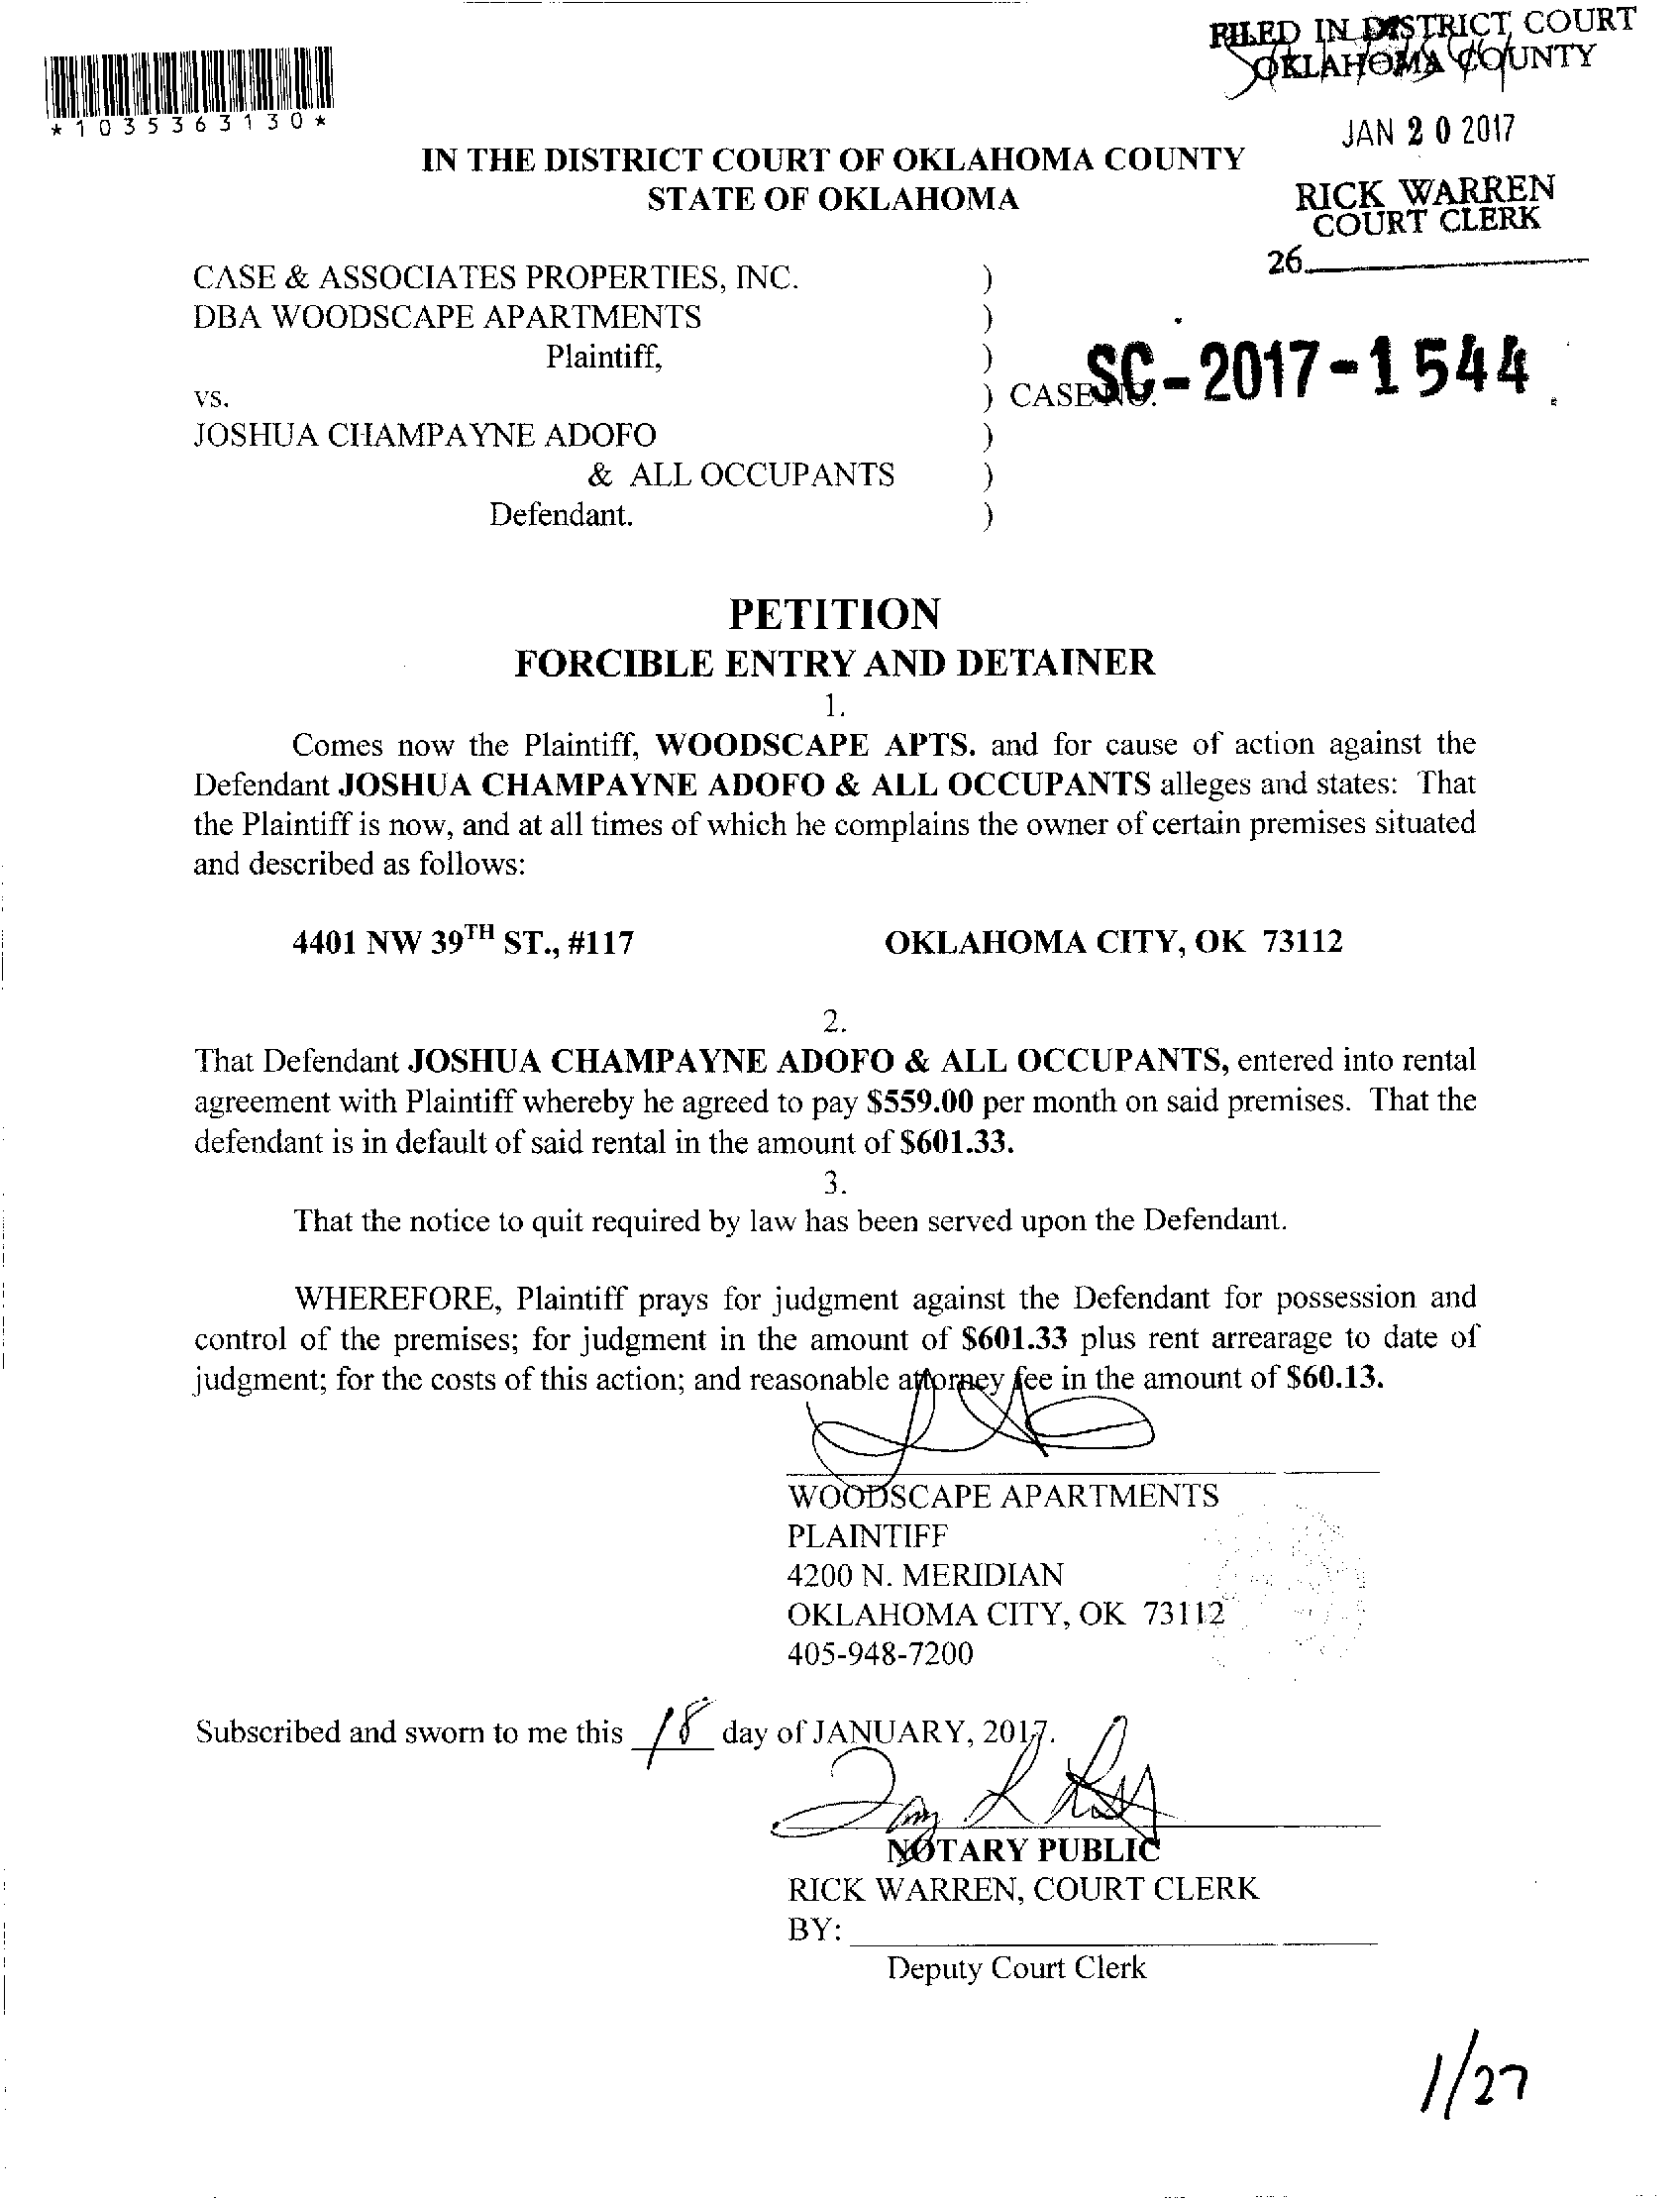 FILED IN DISTRICT COURT
OKLAHOMA COUNTY
*1035363130*
JAN 20 2017
IN THE DISTRICT COURT OF OKLAHOMA COUNTY
STATE OF OKLAHOMA
RICK WARREN
COURT CLERK
26
CASE & ASSOCIATES PROPERTIES, INC. )
DBA WOODSCAPE APARTMENTS )
Plaintiff, )
vs. ) CASE NO. SC-2017-1544
JOSHUA CHAMPAYNE ADOFO )
& ALL OCCUPANTS )
Defendant. )
PETITION
FORCIBLE ENTRY AND DETAINER
1.
Comes now the Plaintiff, WOODSCAPE APTS. and for cause of action against the
Defendant JOSHUA CHAMPAYNE ADOFO & ALL OCCUPANTS alleges and states: That
the Plaintiff is now, and at all times of which he complains the owner of certain premises situated
and described as follows:
4401 NW 39TH ST., #117 OKLAHOMA CITY, OK 73112
2.
That Defendant JOSHUA CHAMPAYNE ADOFO & ALL OCCUPANTS, entered into rental
agreement with Plaintiff whereby he agreed to pay $559.00 per month on said premises. That the
defendant is in default of said rental in the amount of $601.33.
3.
That the notice to quit required by law has been served upon the Defendant.
WHEREFORE, Plaintiff prays for judgment against the Defendant for possession and
control of the premises; for judgment in the amount of $601.33 plus rent arrearage to date of
judgment; for the costs of this action; and reasonable attorney fee in the amount of $60.13.
WOODSCAPE APARTMENTS
PLAINTIFF
4200 N. MERIDIAN
OKLAHOMA CITY, OK 73112
405-948-7200
Subscribed and sworn to me this 18 day of JANUARY, 2017.
NOTARY PUBLIC
RICK WARREN, COURT CLERK
BY:
Deputy Court Clerk
1/27